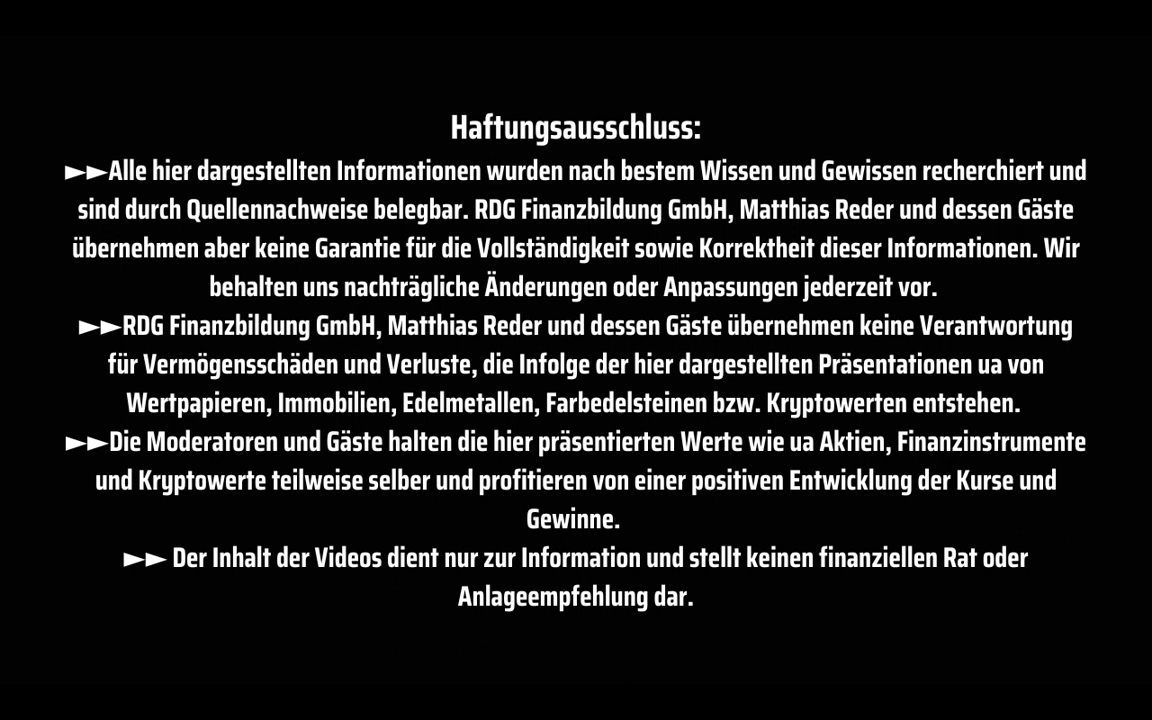 Haftungsausschluss:
►►Alle hier dargestellten Informationen wurden nach bestem Wissen und Gewissen recherchiert und
sind durch Quellennachweise belegbar. RDG Finanzbildung GmbH, Matthias Reder und dessen Gäste
übernehmen aber keine Garantie für die Vollständigkeit sowie Korrektheit dieser Informationen. Wir
behalten uns nachträgliche Änderungen oder Anpassungen jederzeit vor.
►►RDG Finanzbildung GmbH, Matthias Reder und dessen Gäste übernehmen keine Verantwortung
für Vermögensschäden und Verluste, die Infolge der hier dargestellten Präsentationen ua von
Wertpapieren, Immobilien, Edelmetallen, Farbedelsteinen bzw. Kryptowerten entstehen.
►►Die Moderatoren und Gäste halten die hier präsentierten Werte wie ua Aktien, Finanzinstrumente
und Kryptowerte teilweise selber und profitieren von einer positiven Entwicklung der Kurse und
Gewinne.
►► Der Inhalt der Videos dient nur zur Information und stellt keinen finanziellen Rat oder
Anlageempfehlung dar.